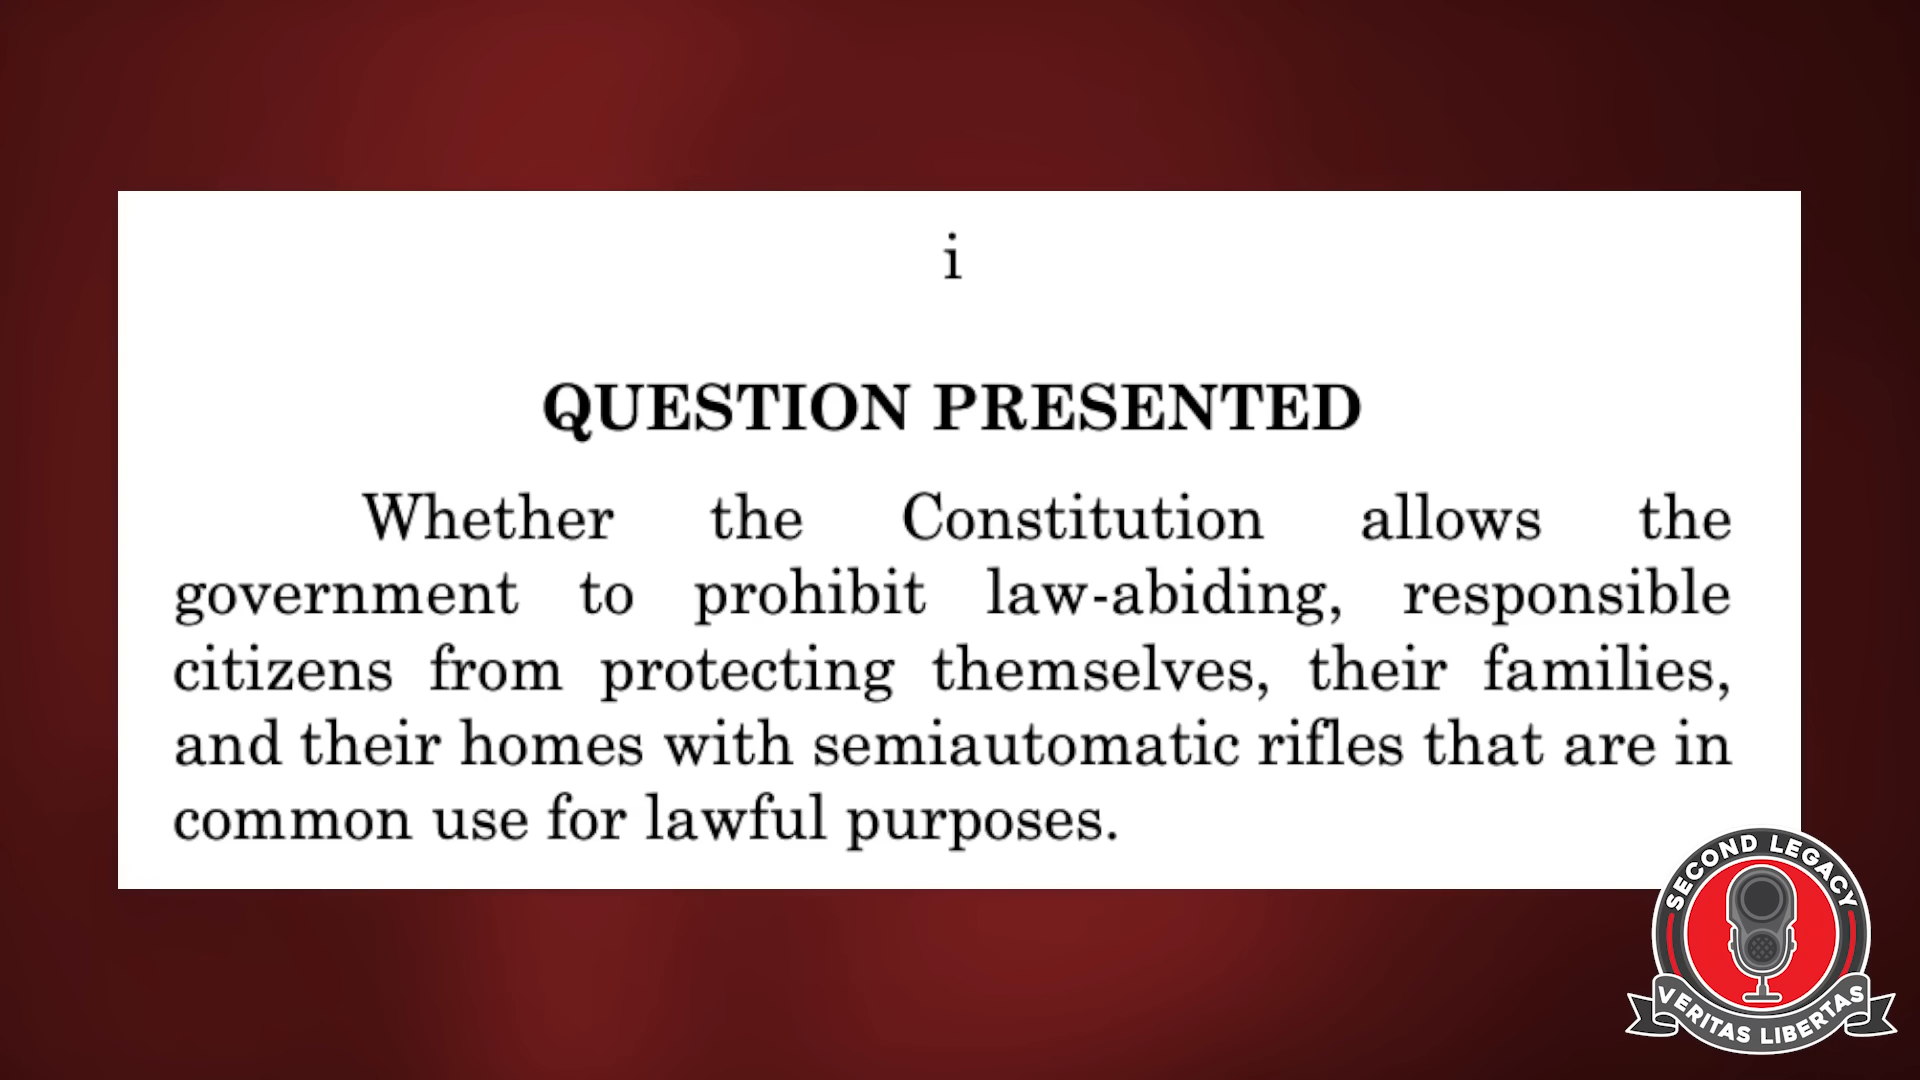 i
QUESTION PRESENTED
Whether the Constitution allows the
government to prohibit law-abiding, responsible
citizens from protecting themselves, their families,
and their homes with semiautomatic rifles that are in
common use for lawful purposes.
SECOND LEGACY
VERITAS LIBERTAS